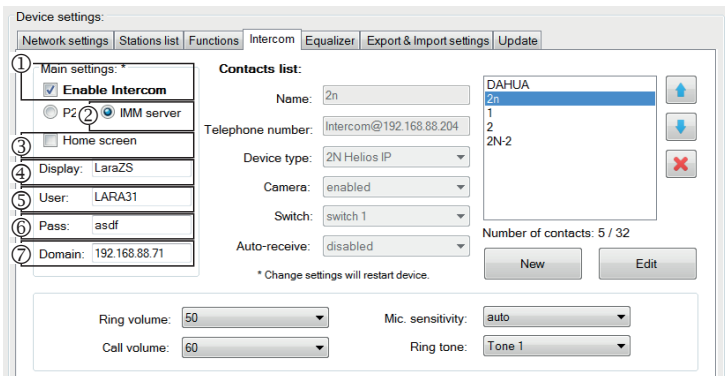 Device settings:
Network settings Stations list Functions Intercom Equalizer Export & Import settings Update
① Main settings: *
Enable Intercom
P2 ② IMM server
③ Home screen
④ Display: LaraZS
⑤ User: LARA31
⑥ Pass: asdf
⑦ Domain: 192.168.88.71
Contacts list:
Name: 2n
Telephone number: Intercom@192.168.88.204
Device type: 2N Helios IP
Camera: enabled
Switch: switch 1
Auto-receive: disabled
* Change settings will restart device.
DAHUA
2n
1
2
2N-2
Number of contacts: 5 / 32
New Edit
Ring volume: 50 Mic. sensitivity: auto
Call volume: 60 Ring tone: Tone 1